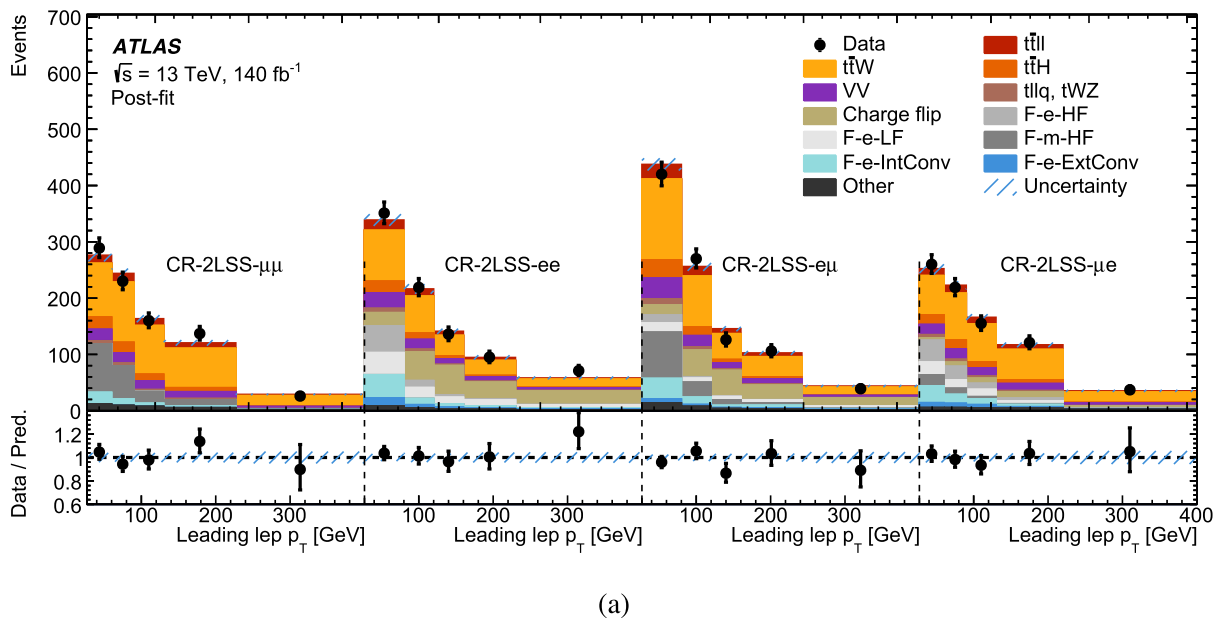 Events
700
600
500
400
300
200
100
0
ATLAS
√s = 13 TeV, 140 fb⁻¹
Post-fit
Data
tt̄W
VV
Charge flip
F-e-LF
F-e-IntConv
Other
tt̄ll
tt̄H
tllq, tWZ
F-e-HF
F-m-HF
F-e-ExtConv
Uncertainty
CR-2LSS-μμ
CR-2LSS-ee
CR-2LSS-eμ
CR-2LSS-μe
Data / Pred.
1.2
1
0.8
0.6
100 200 300 100 200 300 100 200 300 100 200 300 400
Leading lep p_T [GeV] Leading lep p_T [GeV] Leading lep p_T [GeV] Leading lep p_T [GeV]
(a)